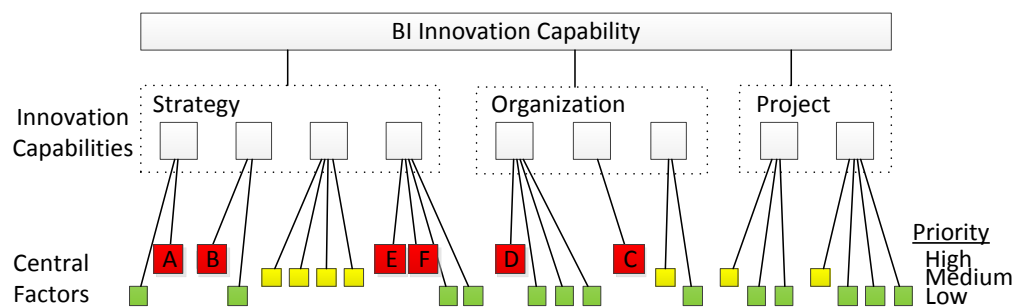 BI Innovation Capability
Strategy
Organization
Project
Innovation
Capabilities
A
B
E
F
D
C
Central
Factors
Priority
High
Medium
Low